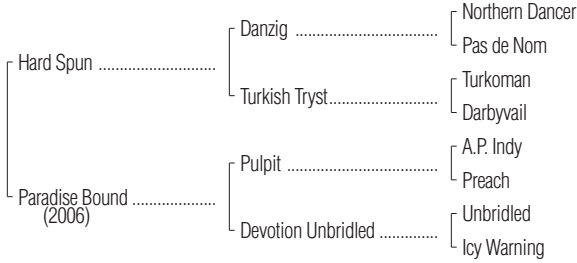 Northern Dancer
Danzig ..................................
Pas de Nom
Hard Spun ............................
Turkoman
Turkish Tryst..........................
Darbyvail
A.P. Indy
Pulpit ....................................
Preach
Paradise Bound ....................
(2006)
Unbridled
Devotion Unbridled ..............
Icy Warning